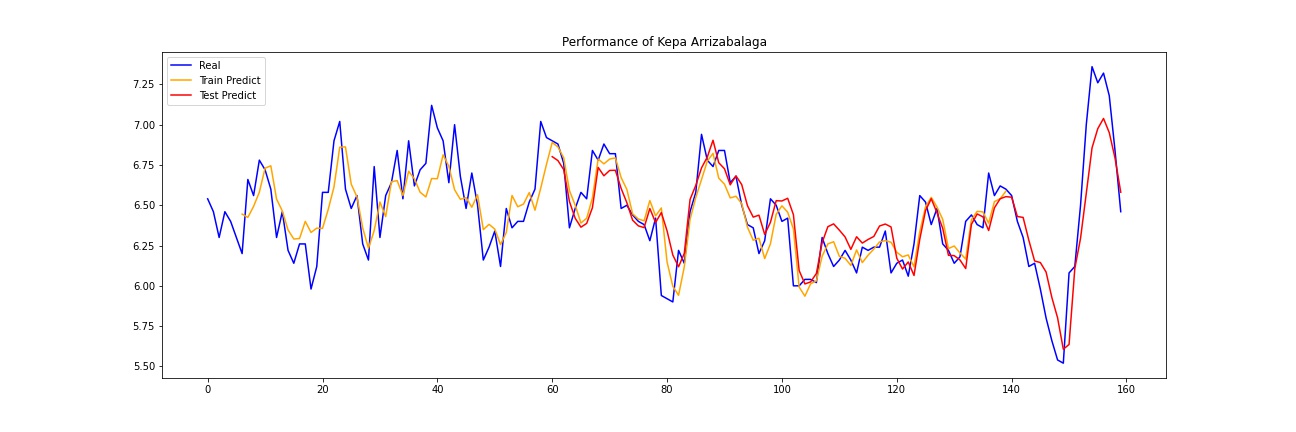 Performance of Kepa Arrizabalaga
Real
Train Predict
Test Predict
7.25
7.00
6.75
6.50
6.25
6.00
5.75
5.50
0 20 40 60 80 100 120 140 160